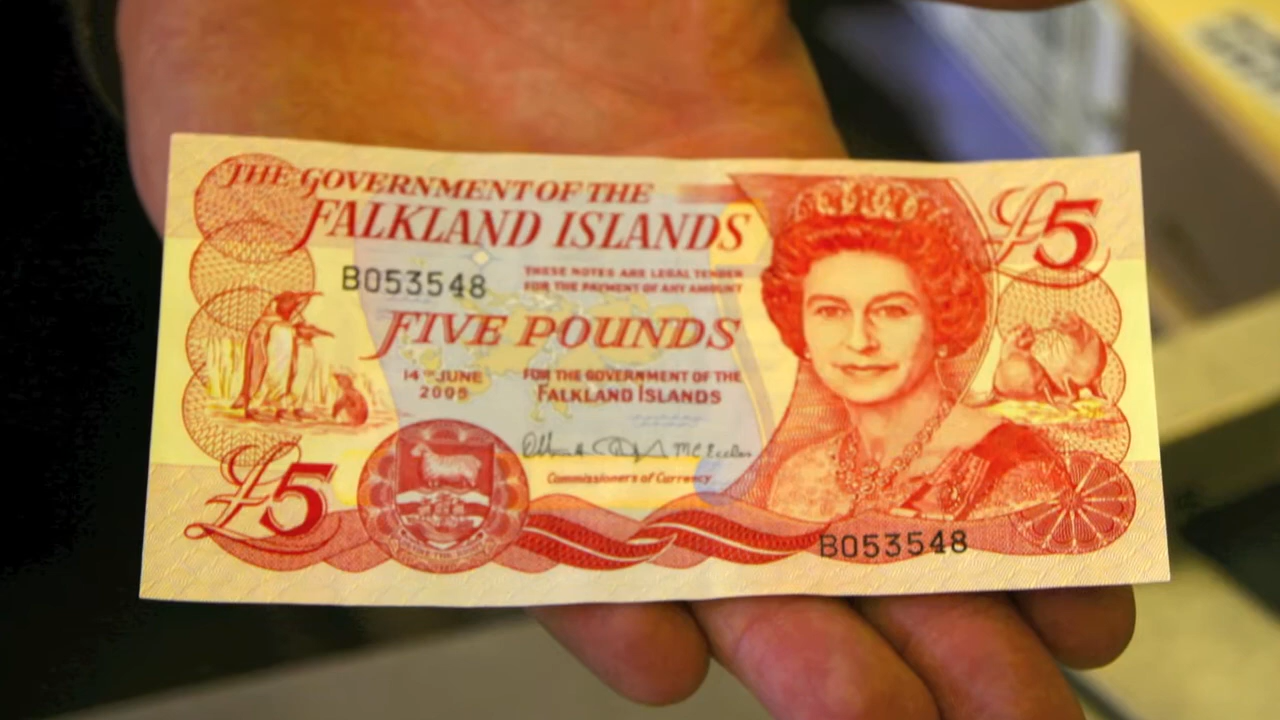 THE GOVERNMENT OF THE
FALKLAND ISLANDS
£5
B053548
THESE NOTES ARE LEGAL TENDER
FOR THE PAYMENT OF ANY AMOUNT
FIVE POUNDS
14TH JUNE
2005
FOR THE GOVERNMENT OF THE
FALKLAND ISLANDS
Commissioners of Currency
£5
B053548